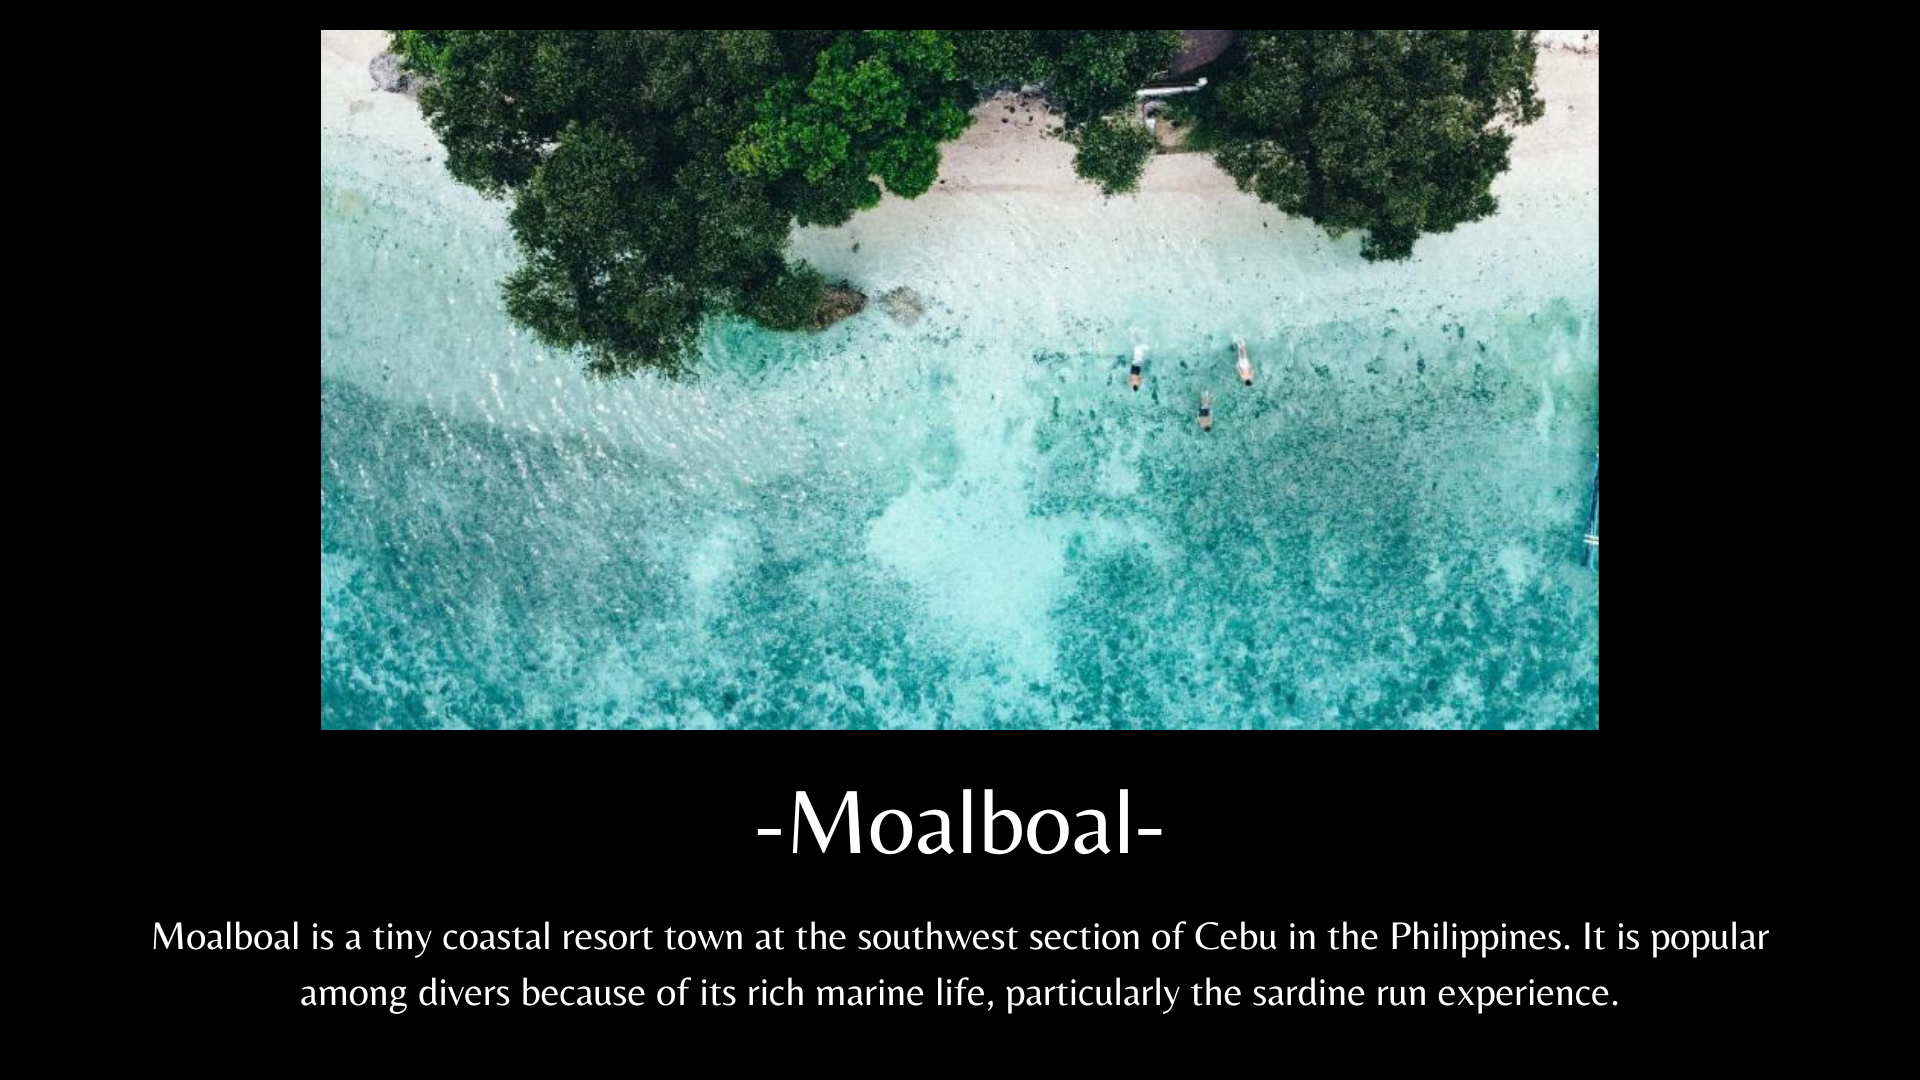 -Moalboal-
Moalboal is a tiny coastal resort town at the southwest section of Cebu in the Philippines. It is popular
among divers because of its rich marine life, particularly the sardine run experience.